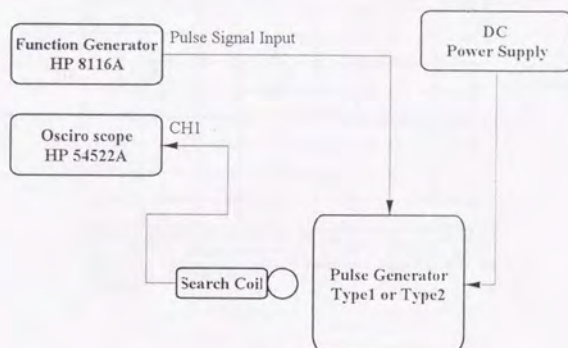 Function Generator
HP 8116A
Pulse Signal Input
DC
Power Supply
Osciro scope
HP 54522A
CH1
Search Coil
Pulse Generator
Type1 or Type2